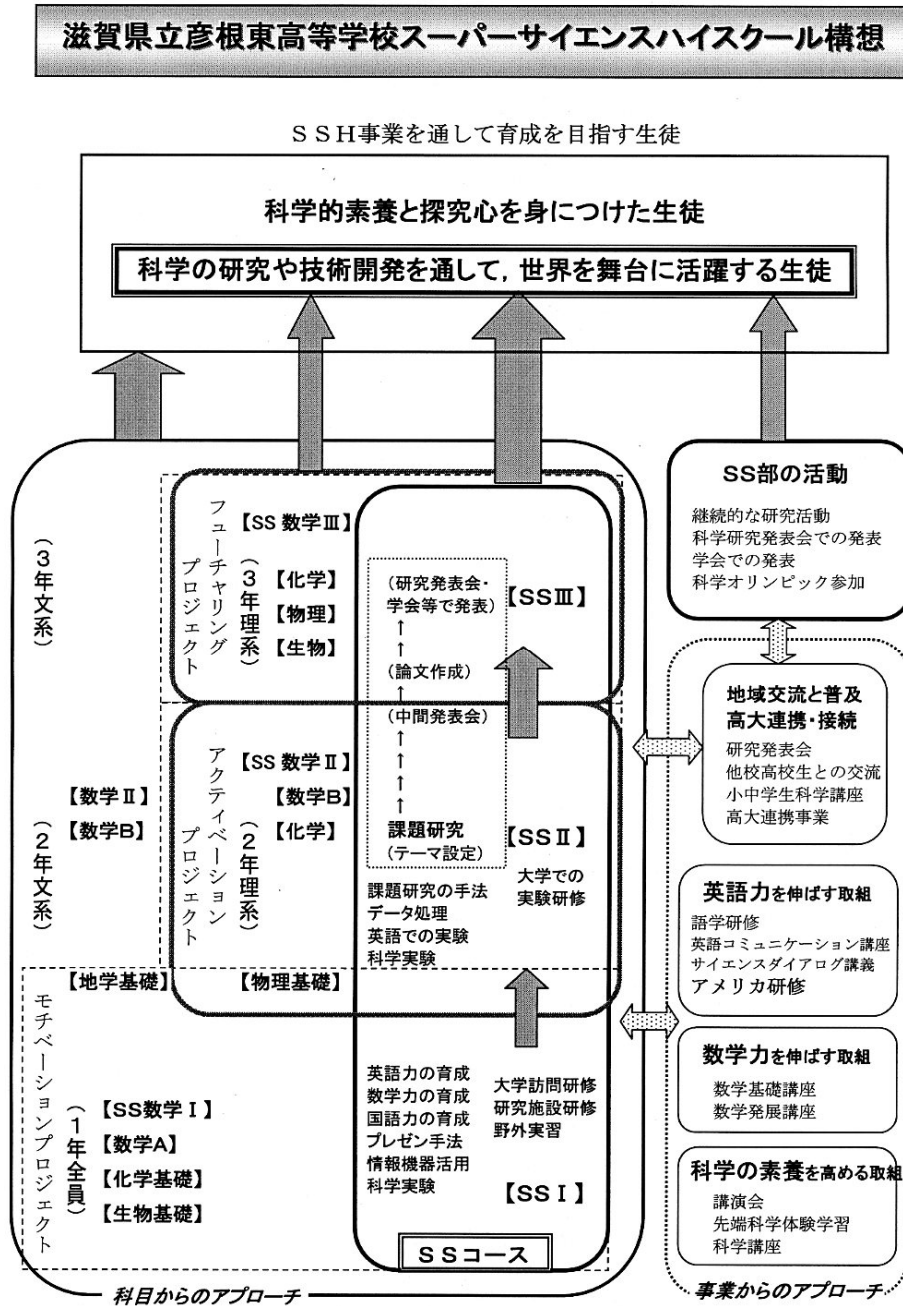 滋賀県立彦根東高等学校スーパーサイエンスハイスクール構想
ＳＳＨ事業を通して育成を目指す生徒
科学的素養と探究心を身につけた生徒
科学の研究や技術開発を通して，世界を舞台に活躍する生徒
（３年文系）
（２年文系）
【数学Ⅱ】
【数学B】
【地学基礎】
フューチャリング
プロジェクト
（３年理系）
【SS 数学Ⅲ】
【化学】
【物理】
【生物】
アクティベーション
プロジェクト
（２年理系）
【SS 数学Ⅱ】
【数学B】
【化学】
【物理基礎】
モチベーションプロジェクト
（１年全員）
【SS数学Ⅰ】
【数学A】
【化学基礎】
【生物基礎】
（研究発表会・
学会等で発表）
↑
↑
↑
（論文作成）
↑
（中間発表会）
↑
↑
↑
↑
↑
課題研究
（テーマ設定）
課題研究の手法
データ処理
英語での実験
科学実験
【SSⅢ】
【SSⅡ】
大学での
実験研修
英語力の育成
数学力の育成
国語力の育成
プレゼン手法
情報機器活用
科学実験
大学訪問研修
研究施設研修
野外実習
【SSⅠ】
ＳＳコース
科目からのアプローチ
SS部の活動
継続的な研究活動
科学研究発表会での発表
学会での発表
科学オリンピック参加
地域交流と普及
高大連携・接続
研究発表会
他校高校生との交流
小中学生科学講座
高大連携事業
英語力を伸ばす取組
語学研修
英語コミュニケーション講座
サイエンスダイアログ講義
アメリカ研修
数学力を伸ばす取組
数学基礎講座
数学発展講座
科学の素養を高める取組
講演会
先端科学体験学習
科学講座
事業からのアプローチ